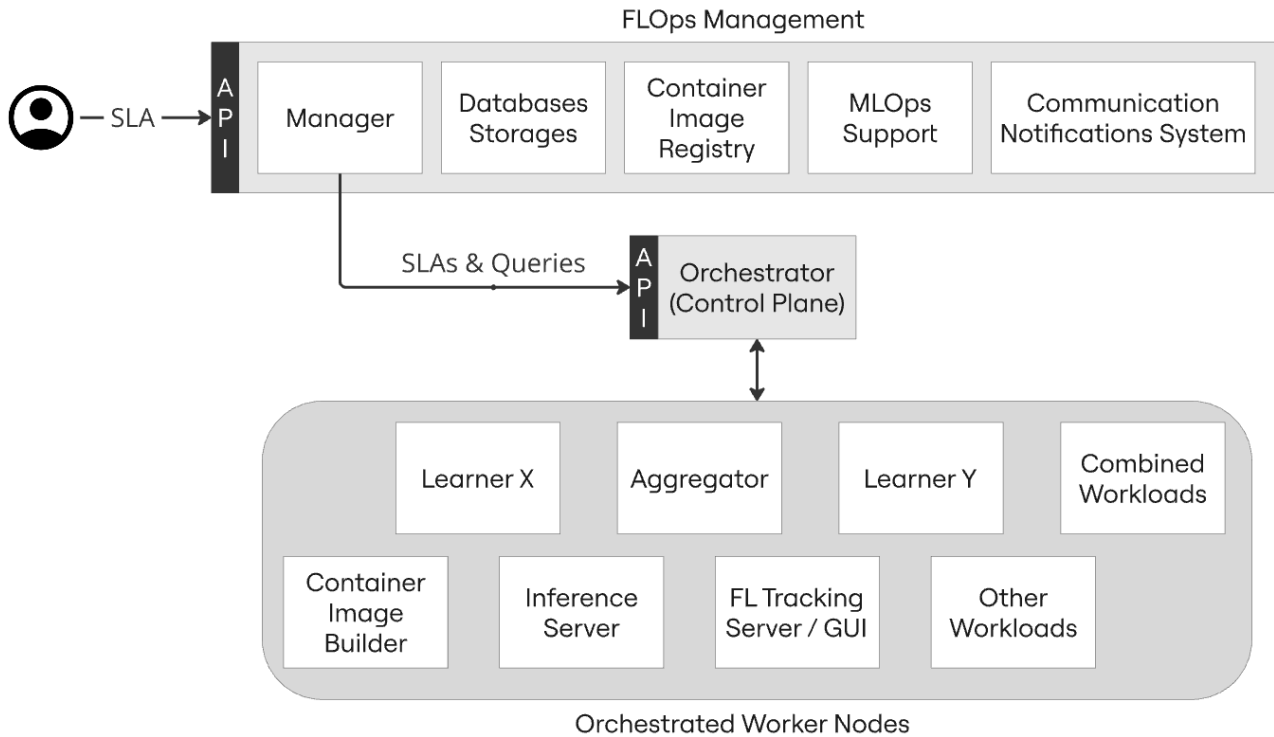 FLOps Management
SLA
A
P
I
Manager
Databases
Storages
Container
Image
Registry
MLOps
Support
Communication
Notifications System
SLAs & Queries
A
P
I
Orchestrator
(Control Plane)
Learner X
Aggregator
Learner Y
Combined
Workloads
Container
Image
Builder
Inference
Server
FL Tracking
Server / GUI
Other
Workloads
Orchestrated Worker Nodes